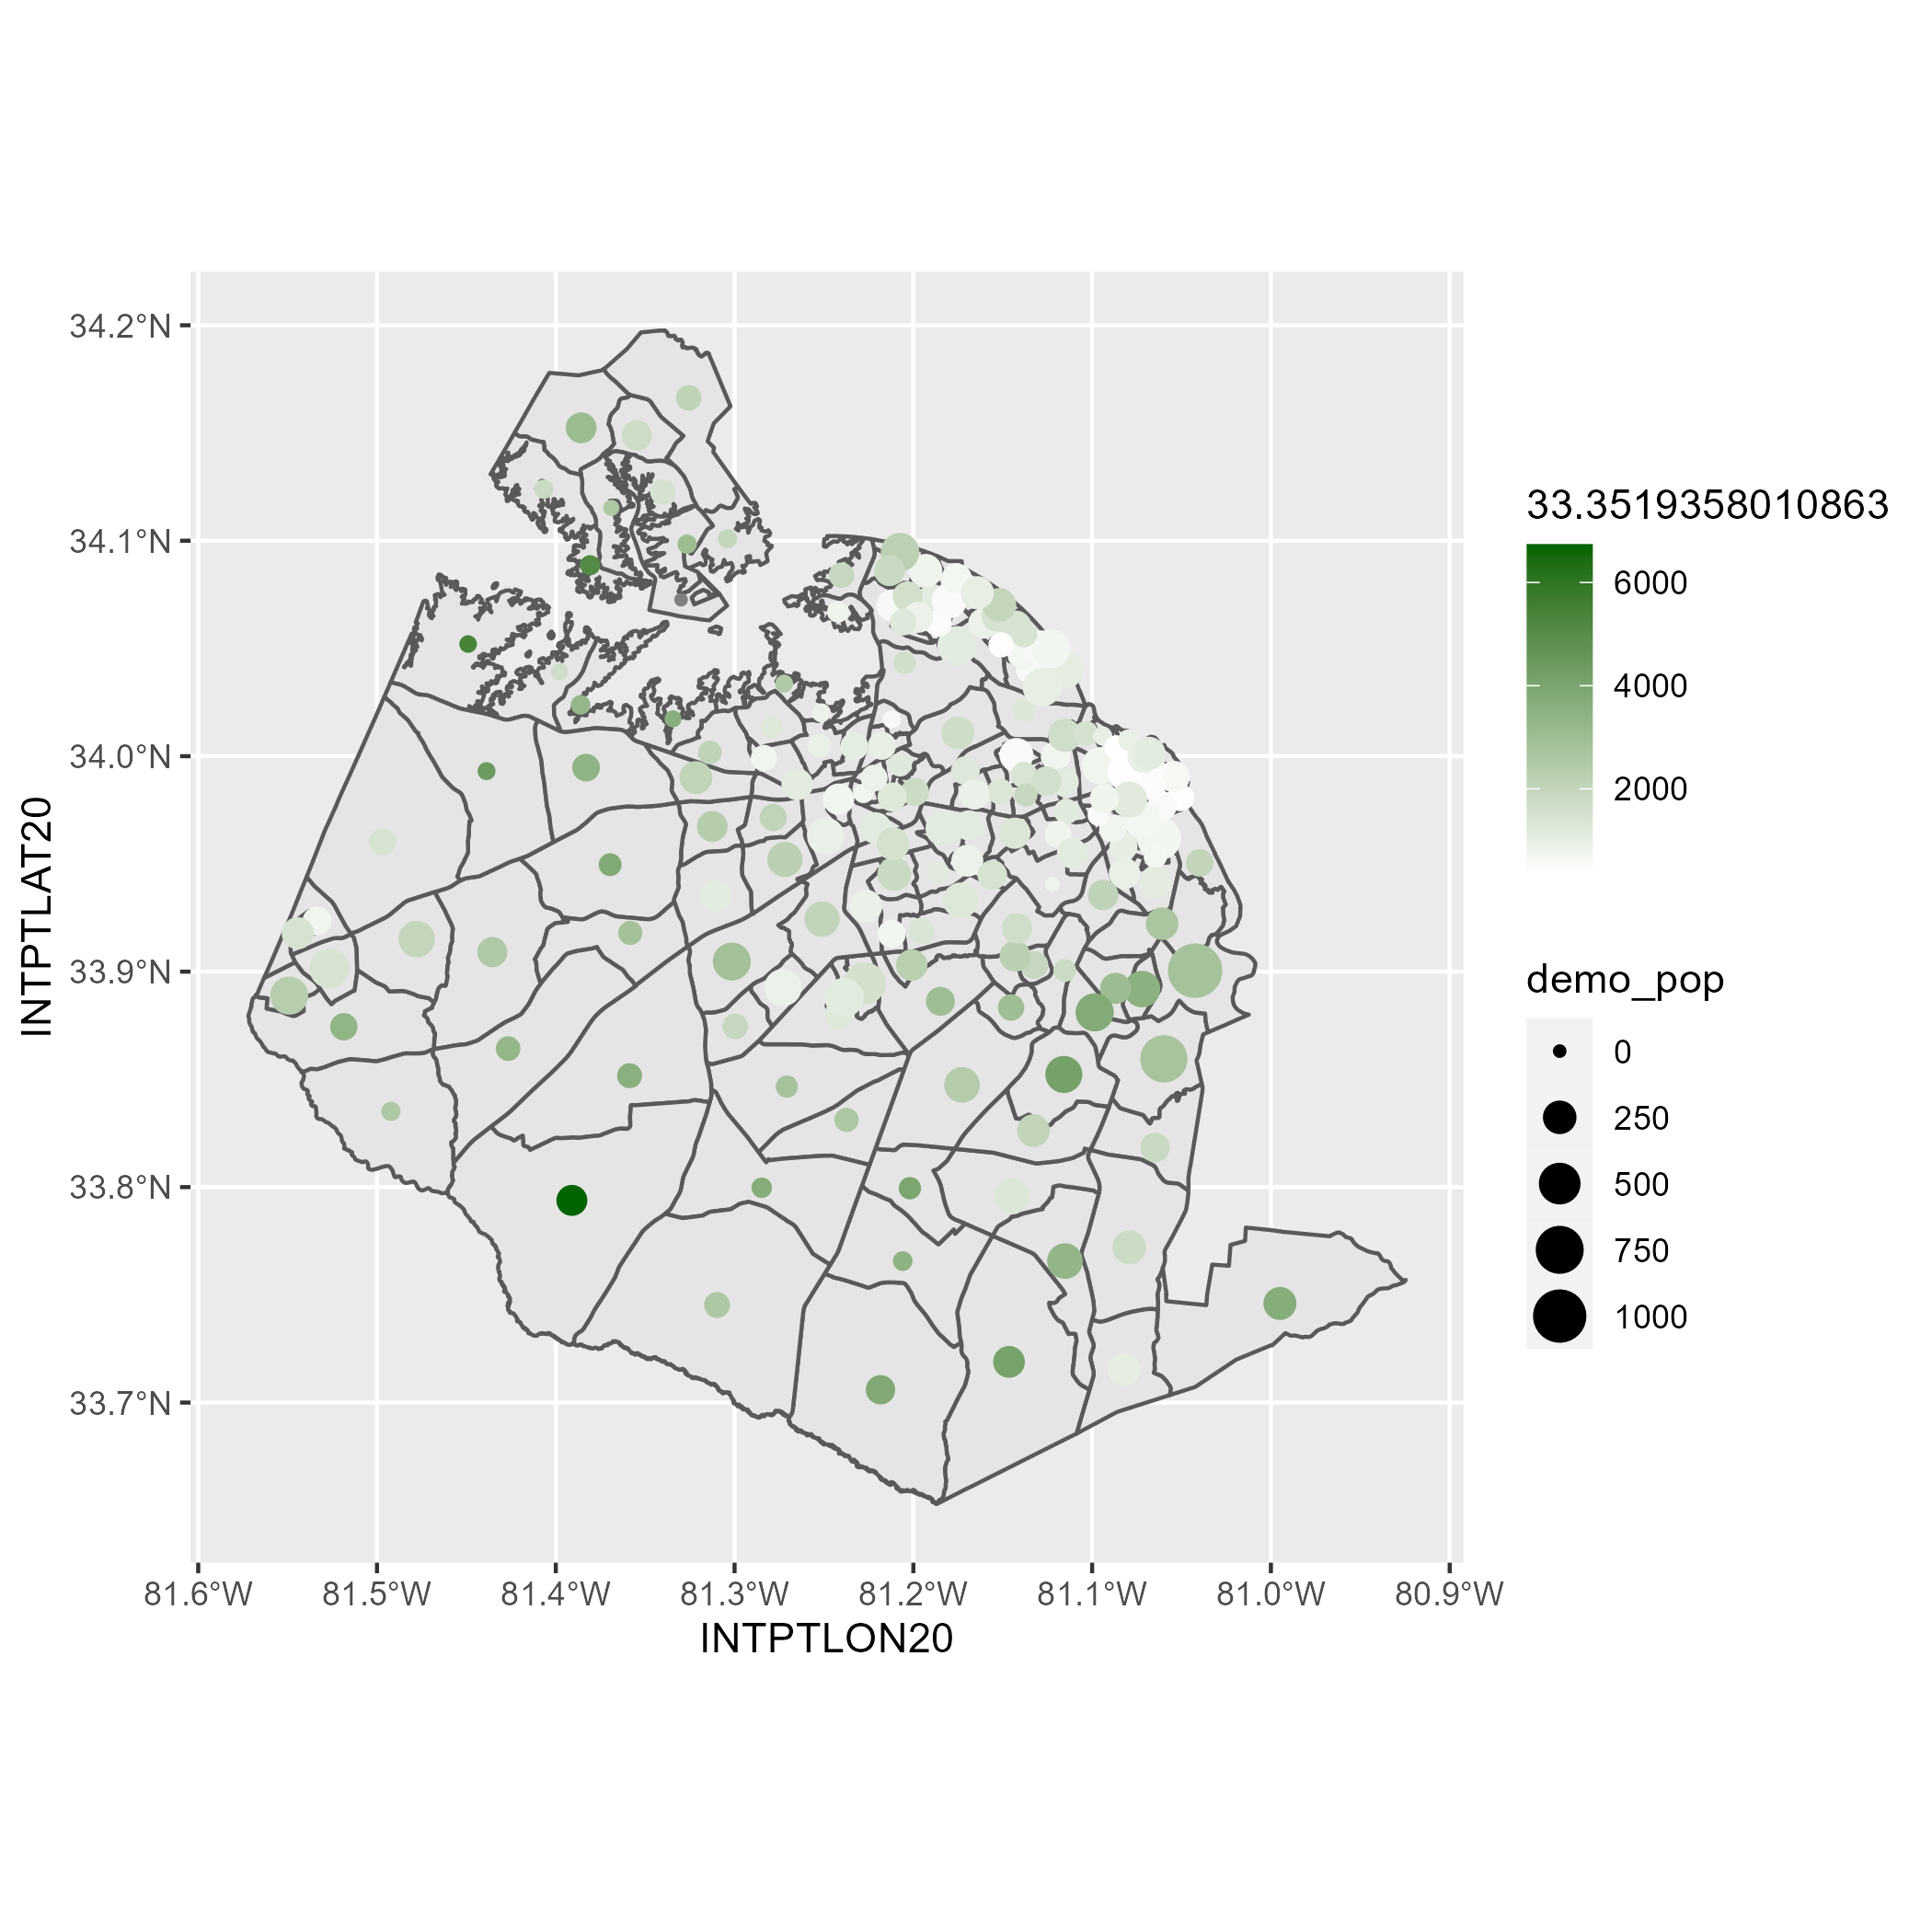 34.2°N
34.1°N
34.0°N
33.9°N
33.8°N
33.7°N
INTPTLAT20
81.6°W
81.5°W
81.4°W
81.3°W
81.2°W
81.1°W
81.0°W
80.9°W
INTPTLON20
33.3519358010863
6000
4000
2000
demo_pop
0
250
500
750
1000